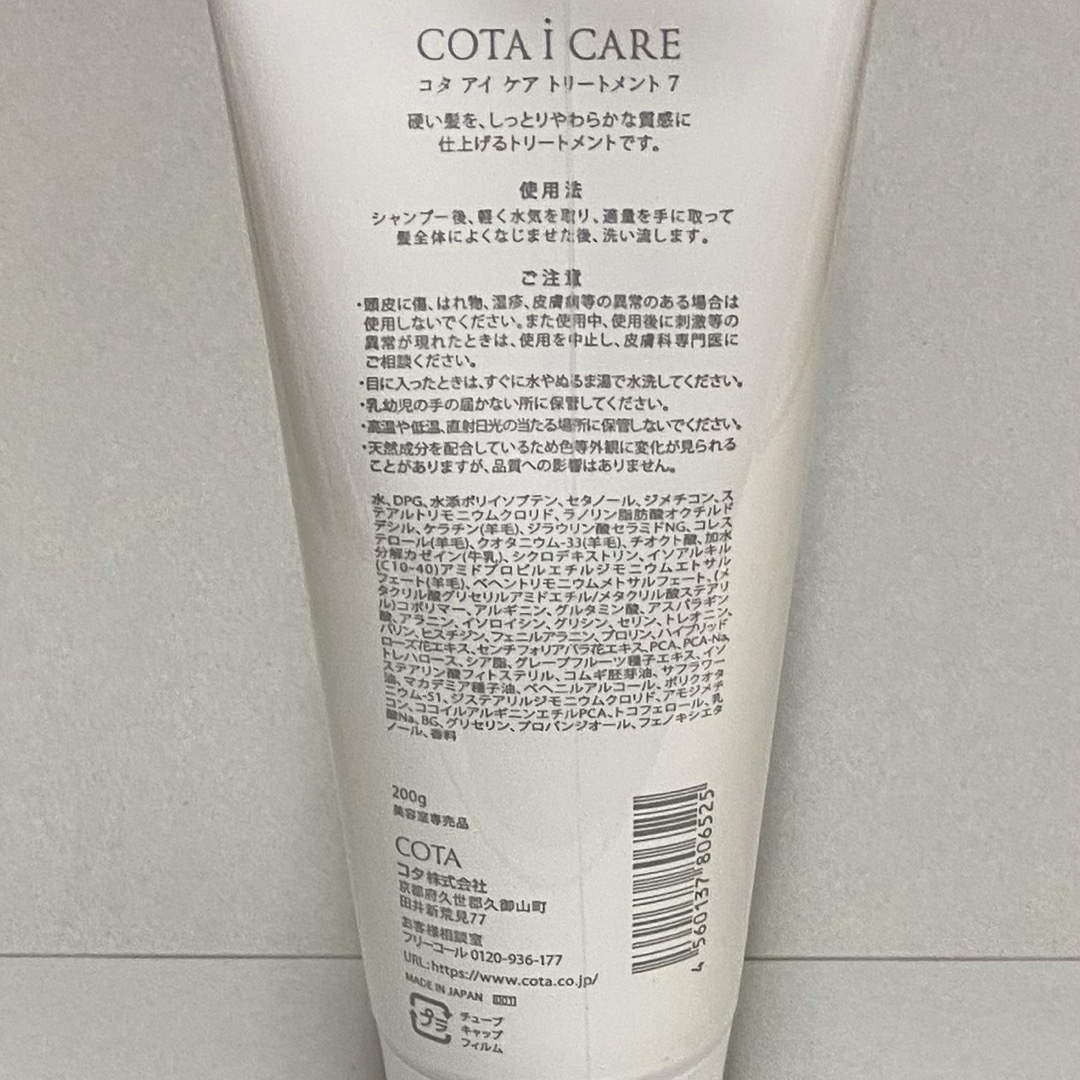 COTA i CARE
コタ アイ ケア トリートメント 7
硬い髪を、しっとりやわらかな質感に
仕上げるトリートメントです。
使用法
シャンプー後、軽く水気を取り、適量を手に取って
髪全体によくなじませた後、洗い流します。
ご注意
・頭皮に傷、はれ物、湿疹、皮膚病等の異常のある場合は
使用しないでください。また使用中、使用後に刺激等の
異常が現れたときは、使用を中止し、皮膚科専門医に
ご相談ください。
・目に入ったときは、すぐに水やぬるま湯で水洗してください。
・乳幼児の手の届かない所に保管してください。
・高温や低温、直射日光の当たる場所に保管しないでください。
・天然成分を配合しているため色等外観に変化が見られる
ことがありますが、品質への影響はありません。
水、DPG、水添ポリイソブテン、セタノール、ジメチコン、ス
テアルトリモニウムクロリド、ラノリン脂肪酸オクチルド
デシル、ケラチン(羊毛)、ジラウリン酸セラミドNG、コレス
テロール(羊毛)、クオタニウム-33(羊毛)、チオクト酸、加水
分解カゼイン(牛乳)、シクロデキストリン、イソアルキル
(C10-40)アミドプロピルエチルジモニウムエトサル
フェート(羊毛)、ベヘントリモニウムメトサルフェート、(メ
タクリル酸グリセリルアミドエチル/メタクリル酸ステアリ
ル)コポリマー、アルギニン、グルタミン酸、アスパラギン
酸、アラニン、イソロイシン、グリシン、セリン、トレオニン、
バリン、ヒスチジン、フェニルアラニン、プロリン、ハイブリッド
ローズ花エキス、センチフォリアバラ花エキス、PCA、PCA-Na、
トレハロース、シア脂、グレープフルーツ種子エキス、イソ
ステアリン酸フィトステリル、コムギ胚芽油、サフラワー
油、マカデミア種子油、ベヘニルアルコール、ポリクオタ
ニウム-51、ジステアリルジモニウムクロリド、アモジメチ
コン、ココイルアルギニンエチルPCA、トコフェロール、乳
酸Na、BG、グリセリン、プロパンジオール、フェノキシエタ
ノール、香料
200g
美容室専売品
COTA
コタ株式会社
京都府久世郡久御山町
田井新荒見77
お客様相談室
フリーコール 0120-936-177
URL:https://www.cota.co.jp/
MADE IN JAPAN
プラ
チューブ
キャップ
フィルム
4 560137 806525